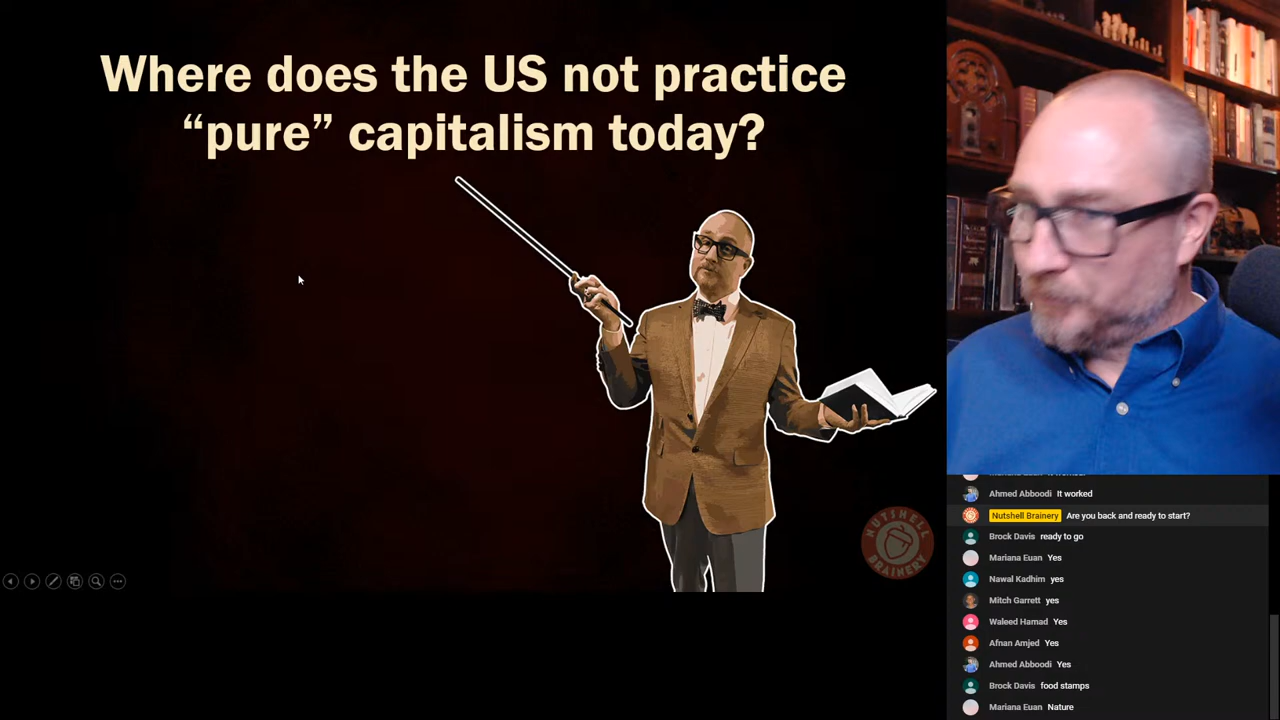 Where does the US not practice
“pure” capitalism today?
NUTSHELL
BRAINERY
Ahmed Abboodi It worked
Nutshell Brainery Are you back and ready to start?
Brock Davis ready to go
Mariana Euan Yes
Nawal Kadhim yes
Mitch Garrett yes
Waleed Hamad Yes
Afnan Amjed Yes
Ahmed Abboodi Yes
Brock Davis food stamps
Mariana Euan Nature